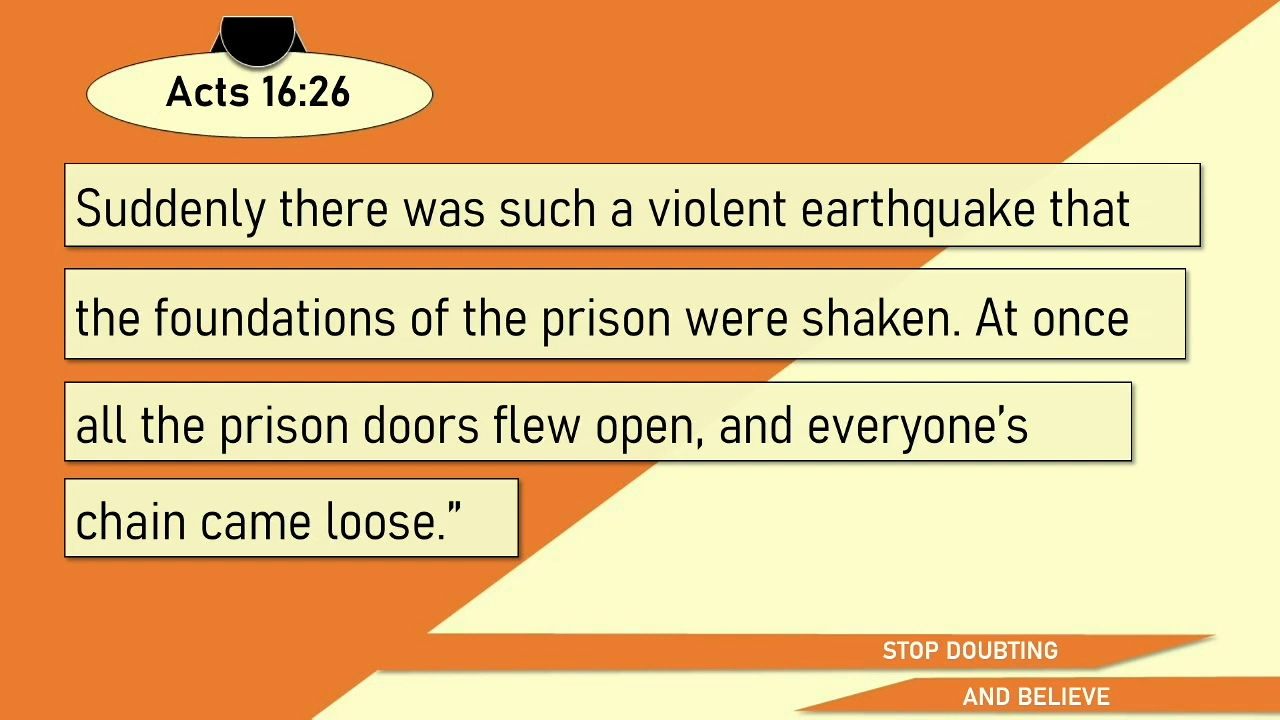 Acts 16:26
Suddenly there was such a violent earthquake that
the foundations of the prison were shaken. At once
all the prison doors flew open, and everyone’s
chain came loose.”
STOP DOUBTING
AND BELIEVE